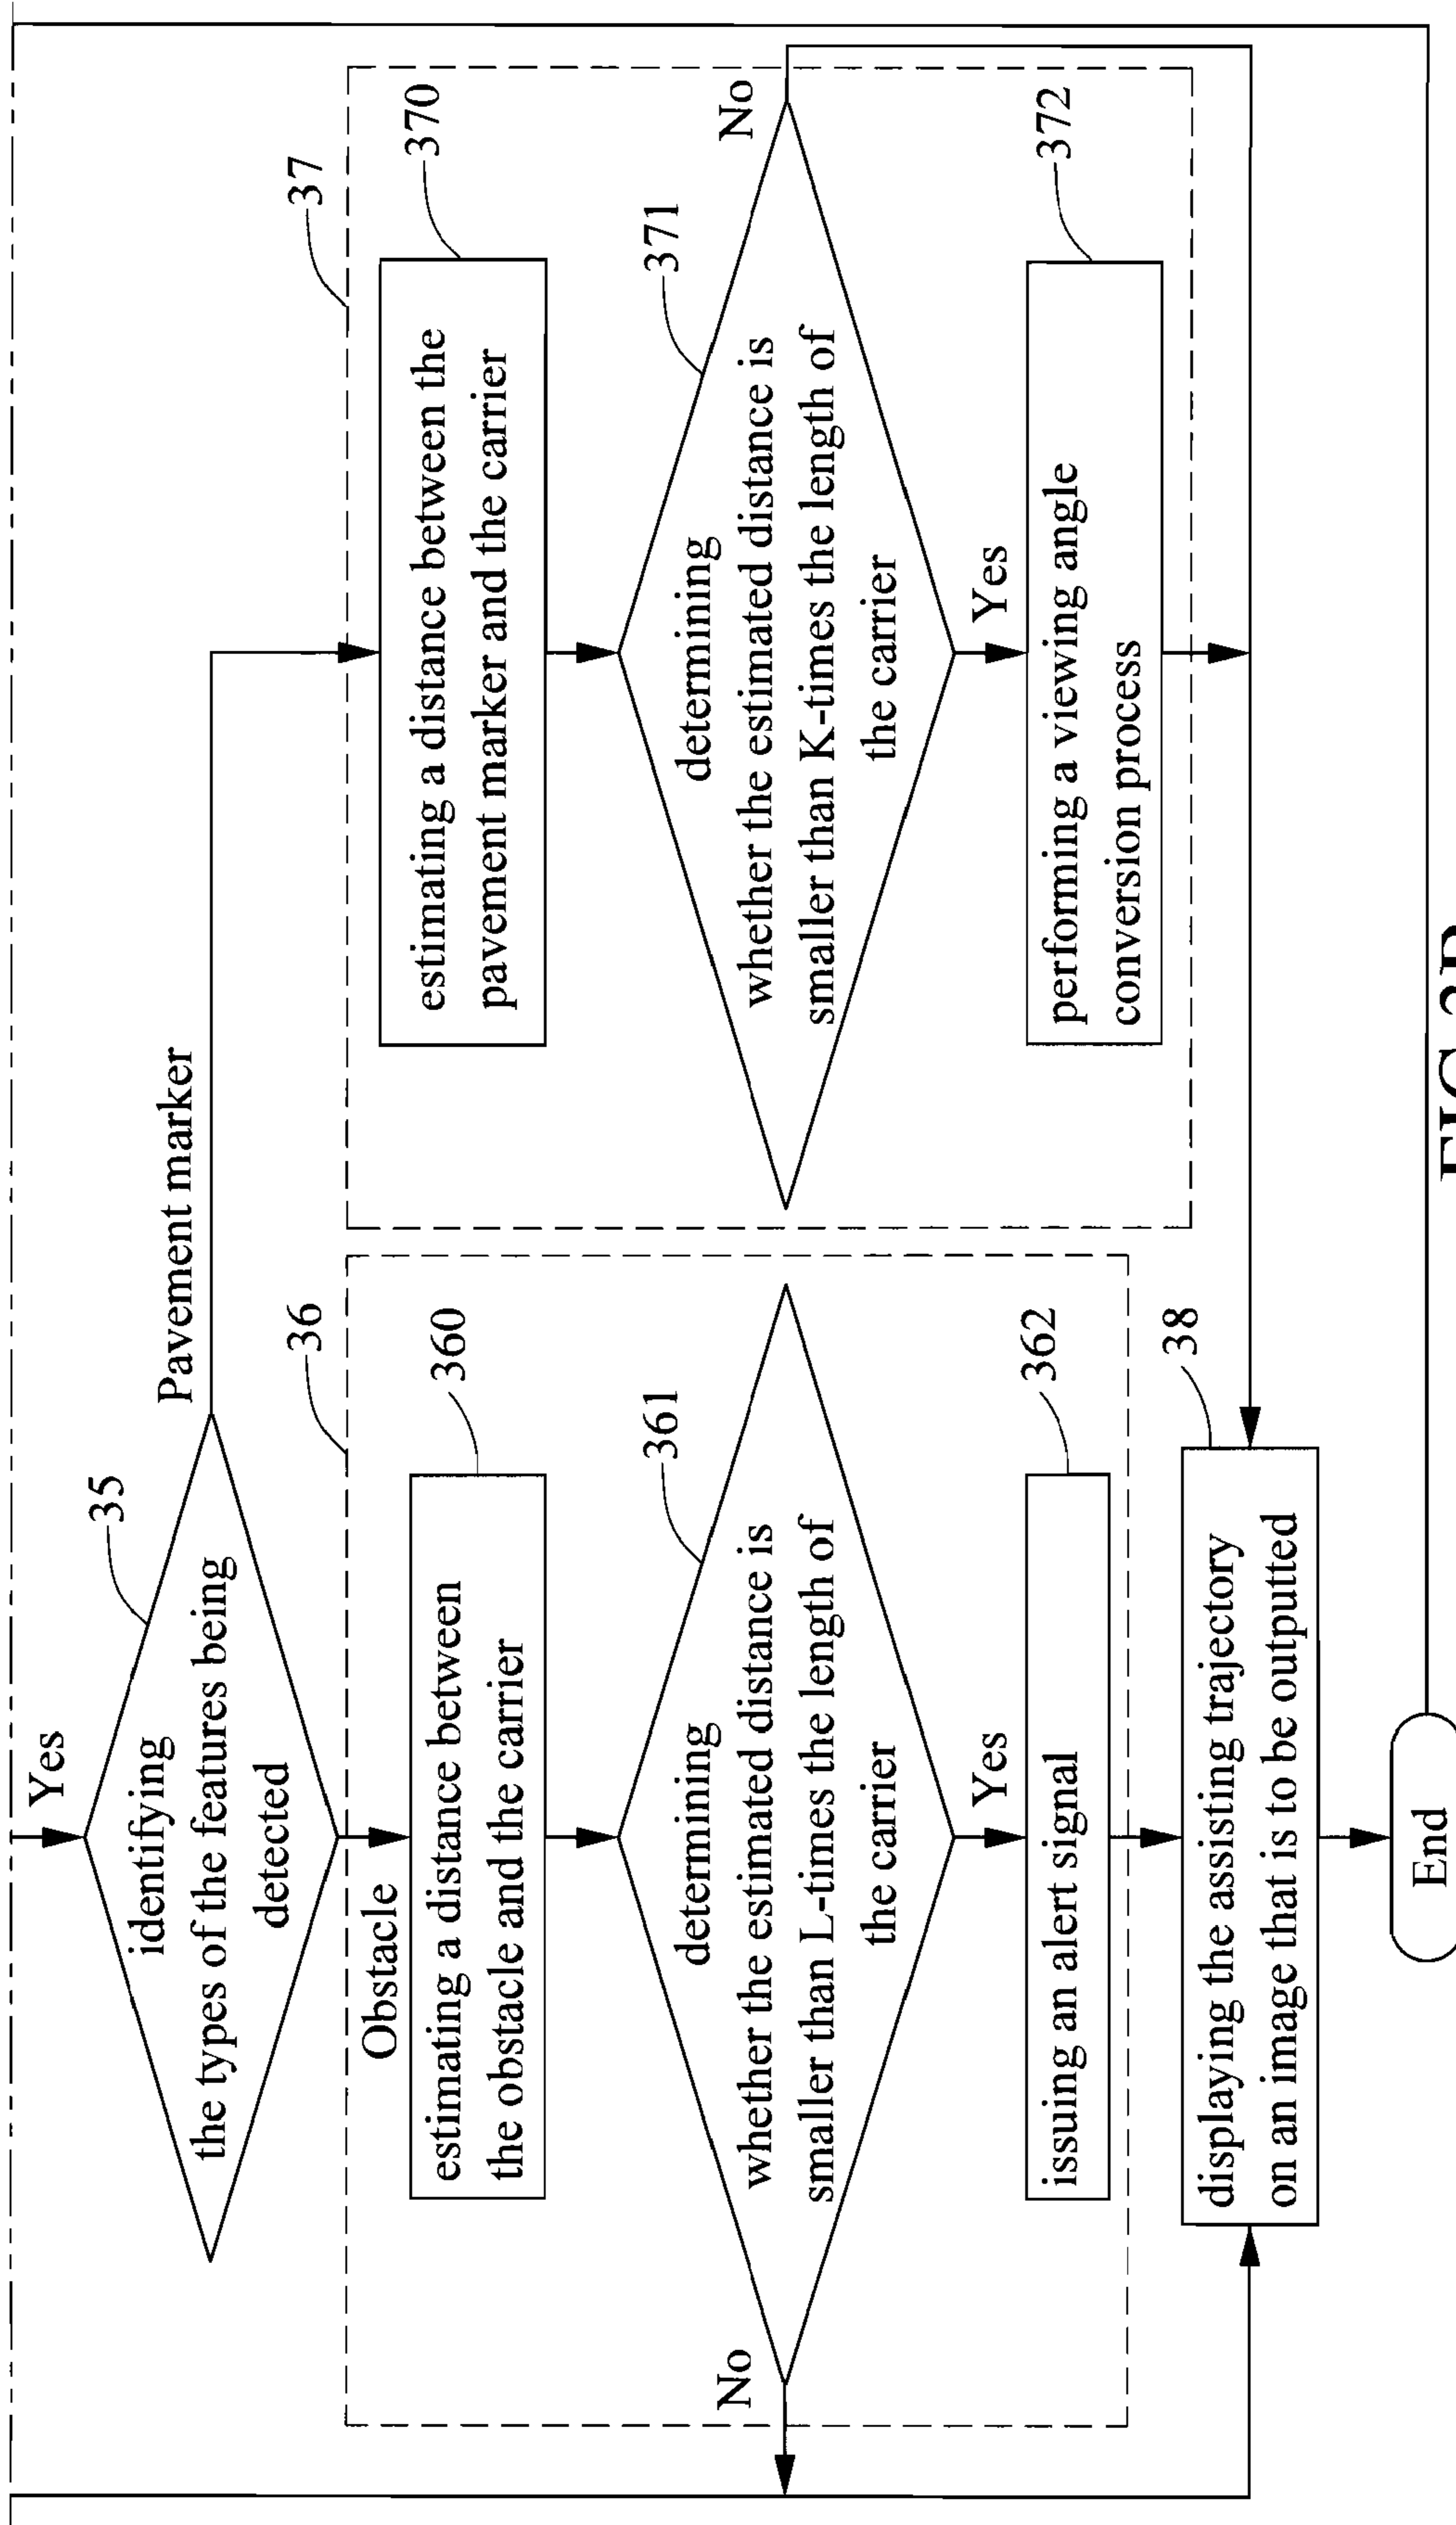 Yes
35
identifying
the types of the features being
detected
Pavement marker
Obstacle
36
360
estimating a distance between
the obstacle and the carrier
361
determining
whether the estimated distance is
smaller than L-times the length of
the carrier
No
Yes
362
issuing an alert signal
37
370
estimating a distance between the
pavement marker and the carrier
371
determining
whether the estimated distance is
smaller than K-times the length of
the carrier
No
Yes
372
performing a viewing angle
conversion process
38
displaying the assisting trajectory
on an image that is to be outputted
End